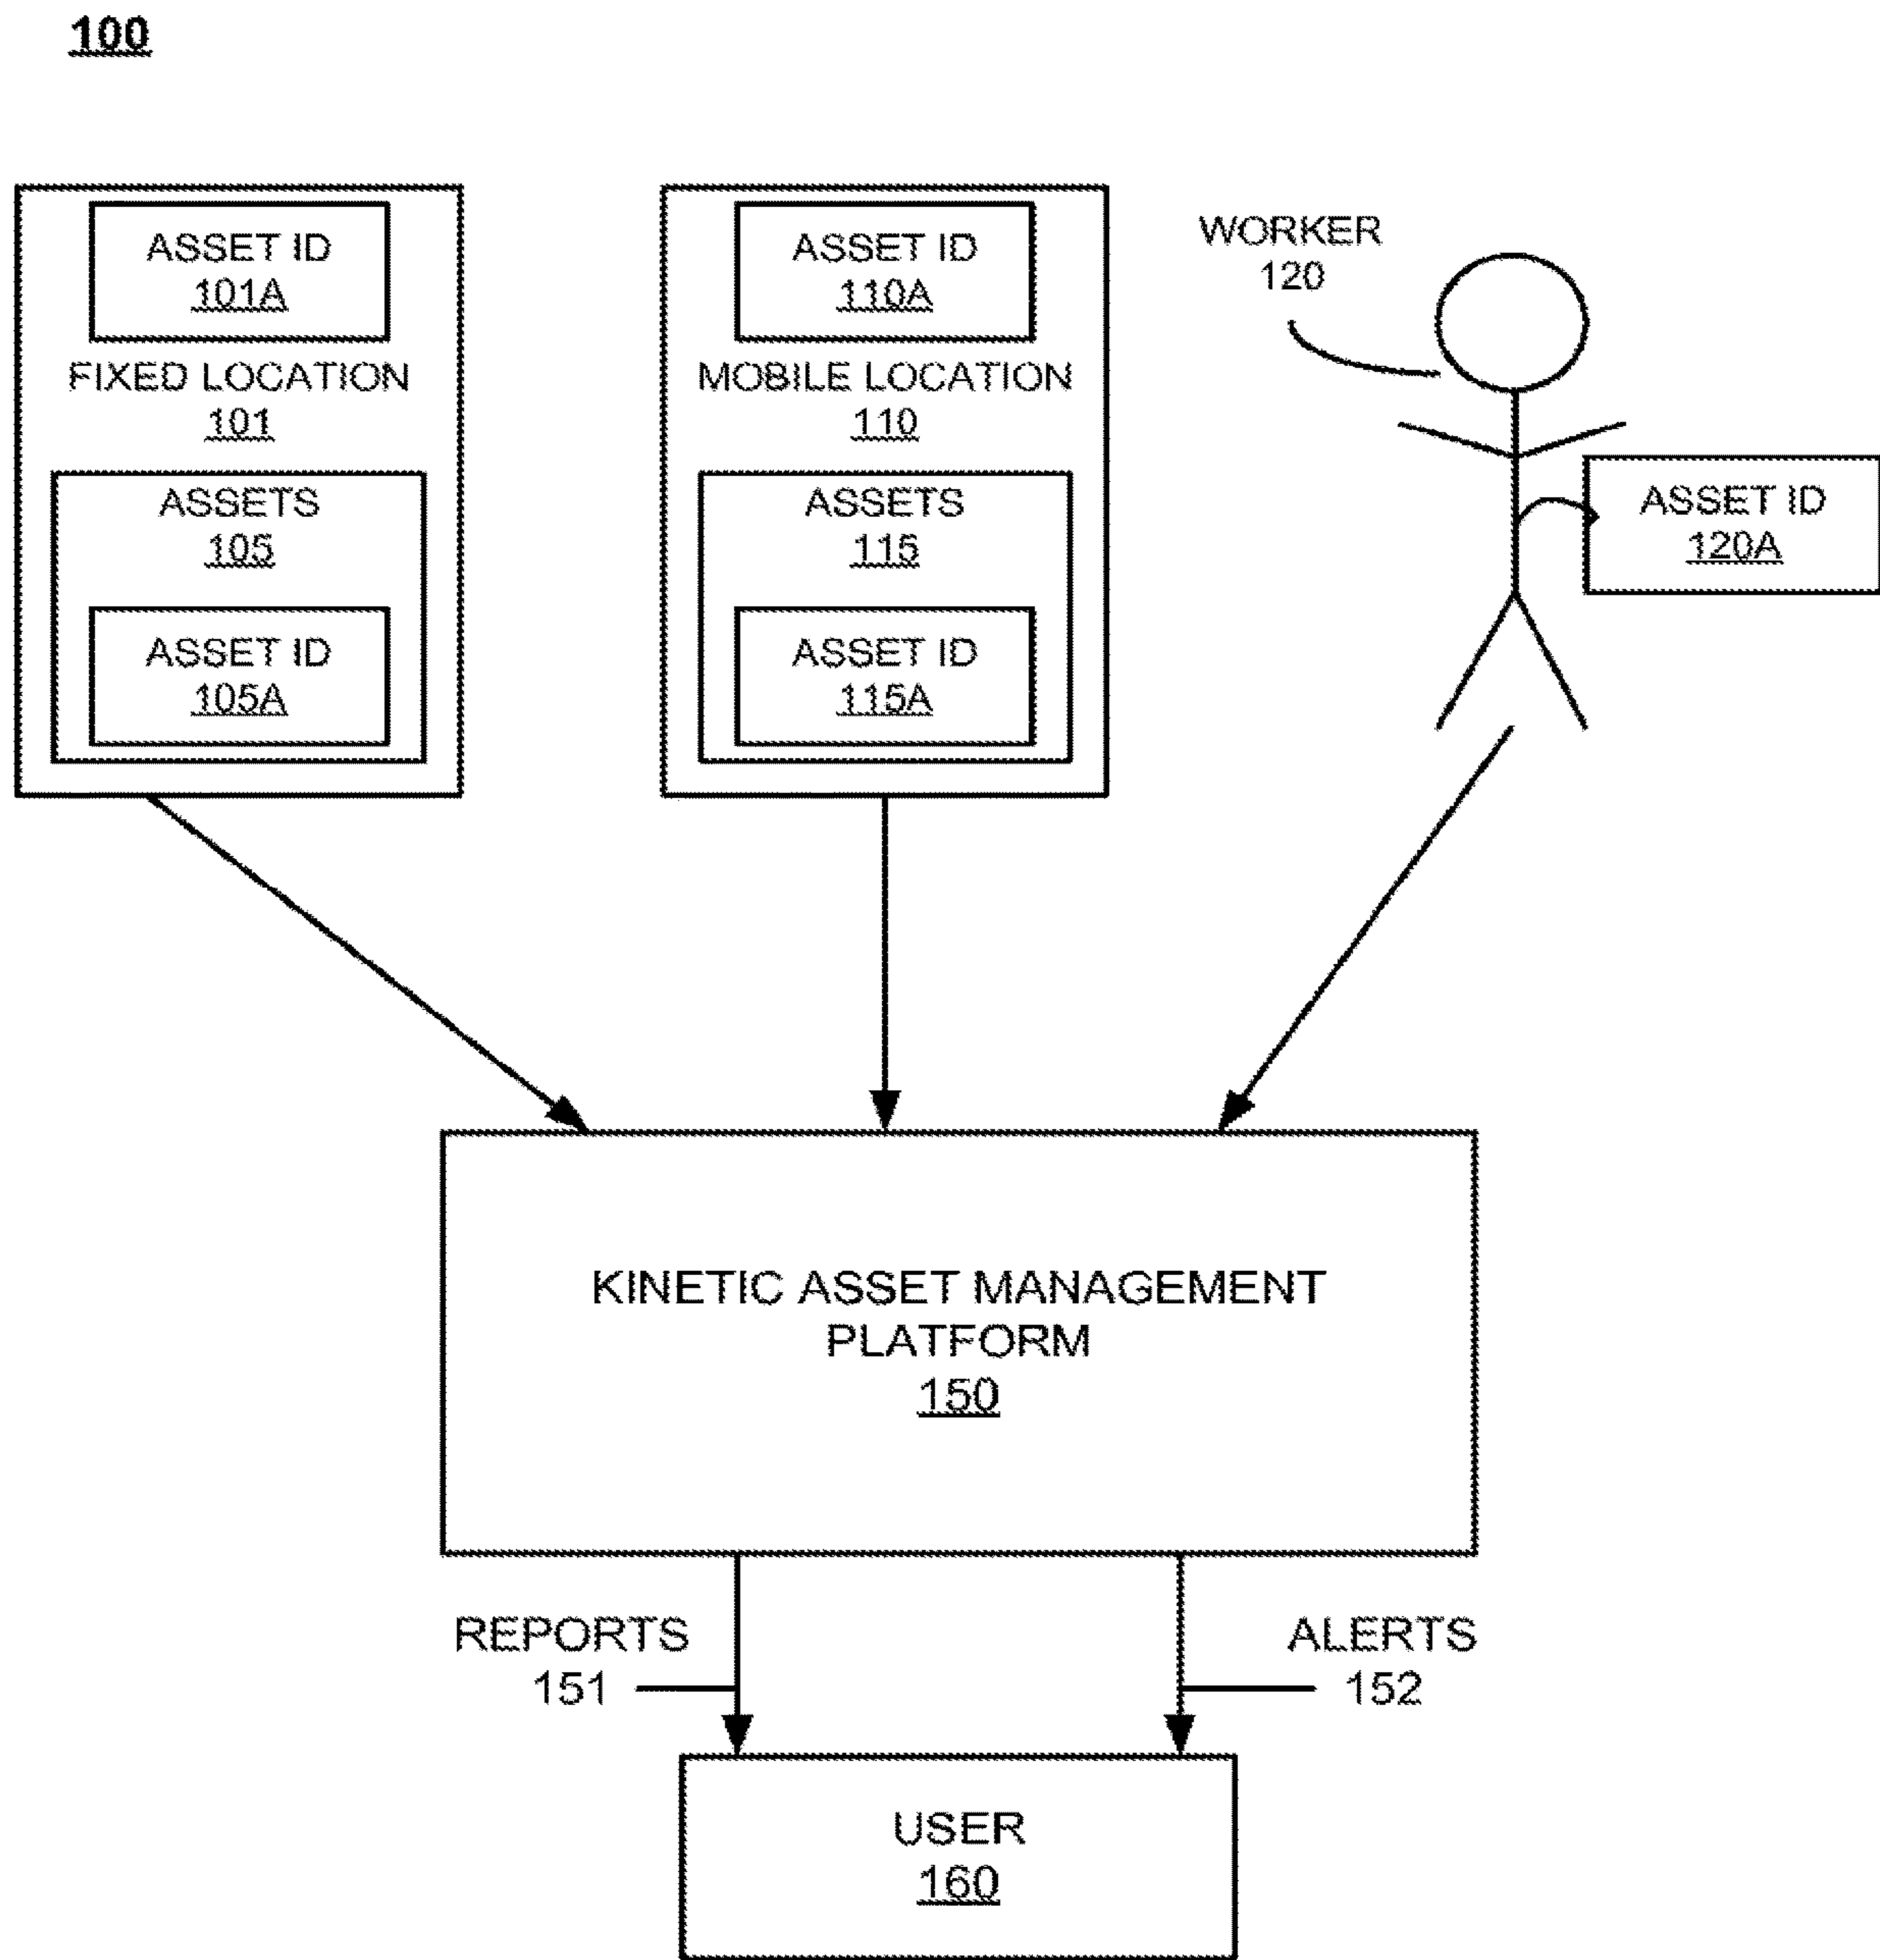 100
ASSET ID
101A
FIXED LOCATION
101
ASSETS
105
ASSET ID
105A
ASSET ID
110A
MOBILE LOCATION
110
ASSETS
115
ASSET ID
115A
WORKER
120
ASSET ID
120A
KINETIC ASSET MANAGEMENT
PLATFORM
150
REPORTS
151
ALERTS
152
USER
160